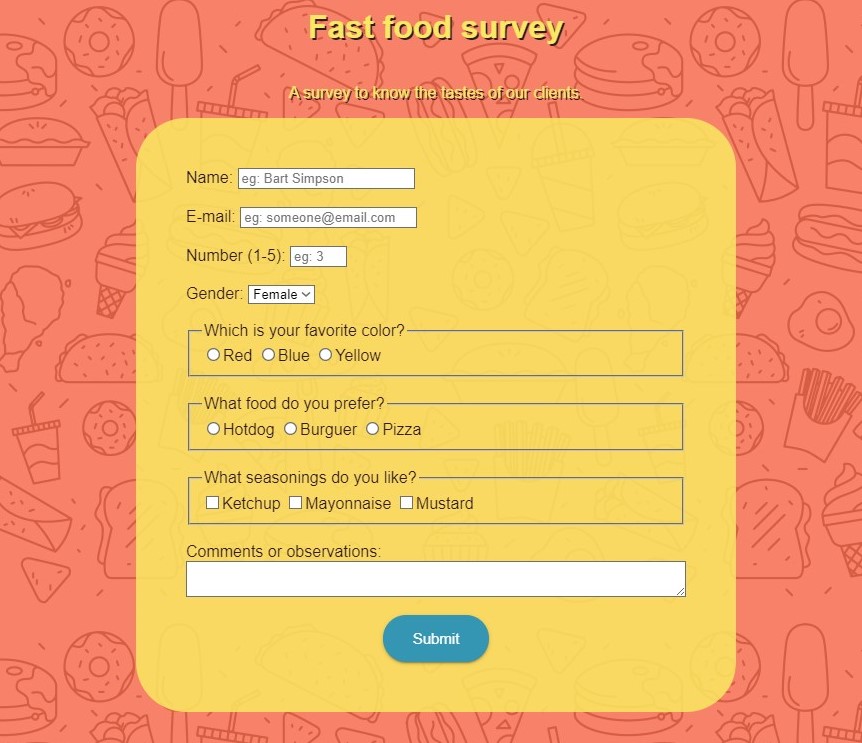 Fast food survey
A survey to know the tastes of our clients.
Name: eg: Bart Simpson
E-mail: eg: someone@email.com
Number (1-5): eg: 3
Gender: Female
Which is your favorite color?
Red Blue Yellow
What food do you prefer?
Hotdog Burguer Pizza
What seasonings do you like?
Ketchup Mayonnaise Mustard
Comments or observations:
Submit